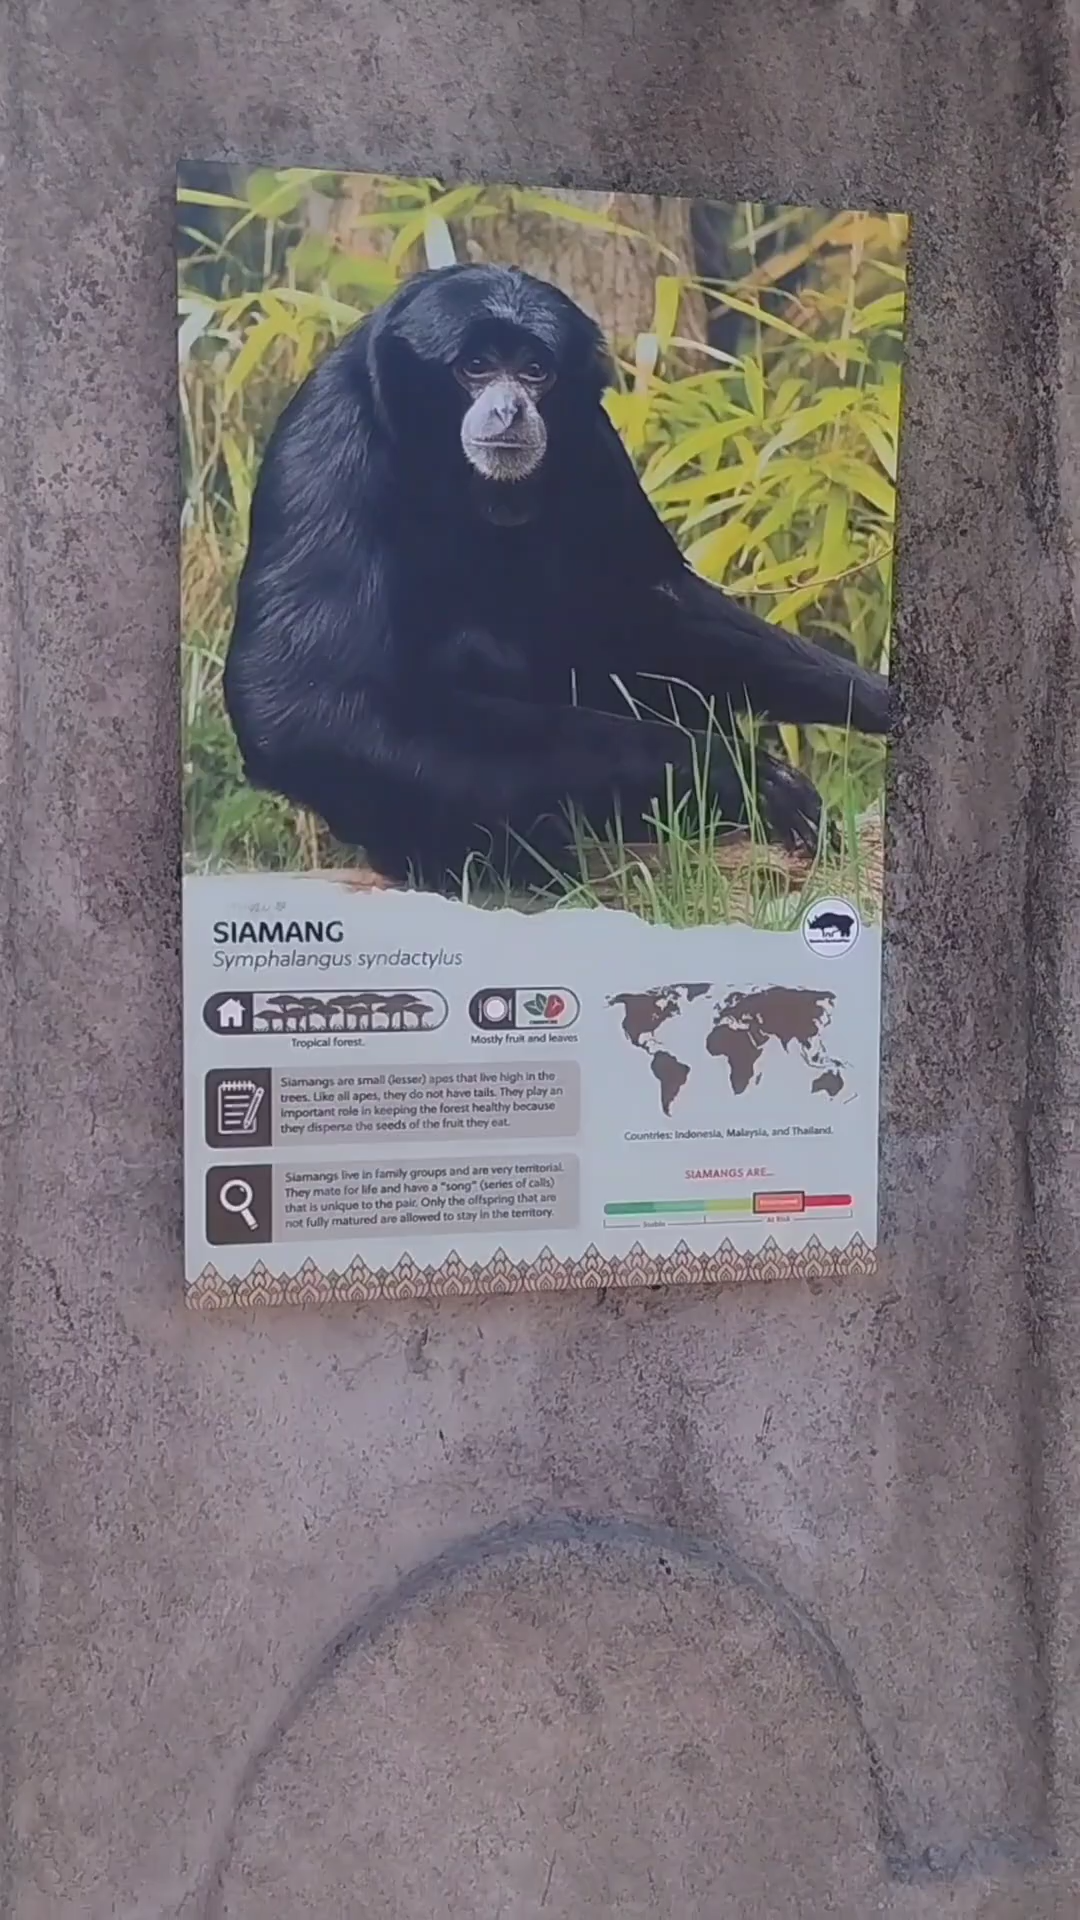 SIAMANG
Symphalangus syndactylus
Tropical forest.
Mostly fruit and leaves
Siamangs are small (lesser) apes that live high in the
trees. Like all apes, they do not have tails. They play an
important role in keeping the forest healthy because
they disperse the seeds of the fruit they eat.
Countries: Indonesia, Malaysia, and Thailand.
Siamangs live in family groups and are very territorial.
They mate for life and have a "song" (series of calls)
that is unique to the pair. Only the offspring that are
not fully matured are allowed to stay in the territory.
SIAMANGS ARE...
Stable
At Risk